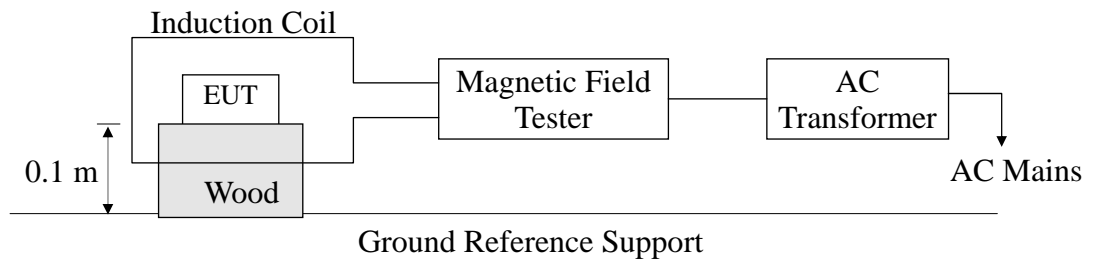 Induction Coil
EUT
Magnetic Field
Tester
AC
Transformer
0.1 m
Wood
AC Mains
Ground Reference Support